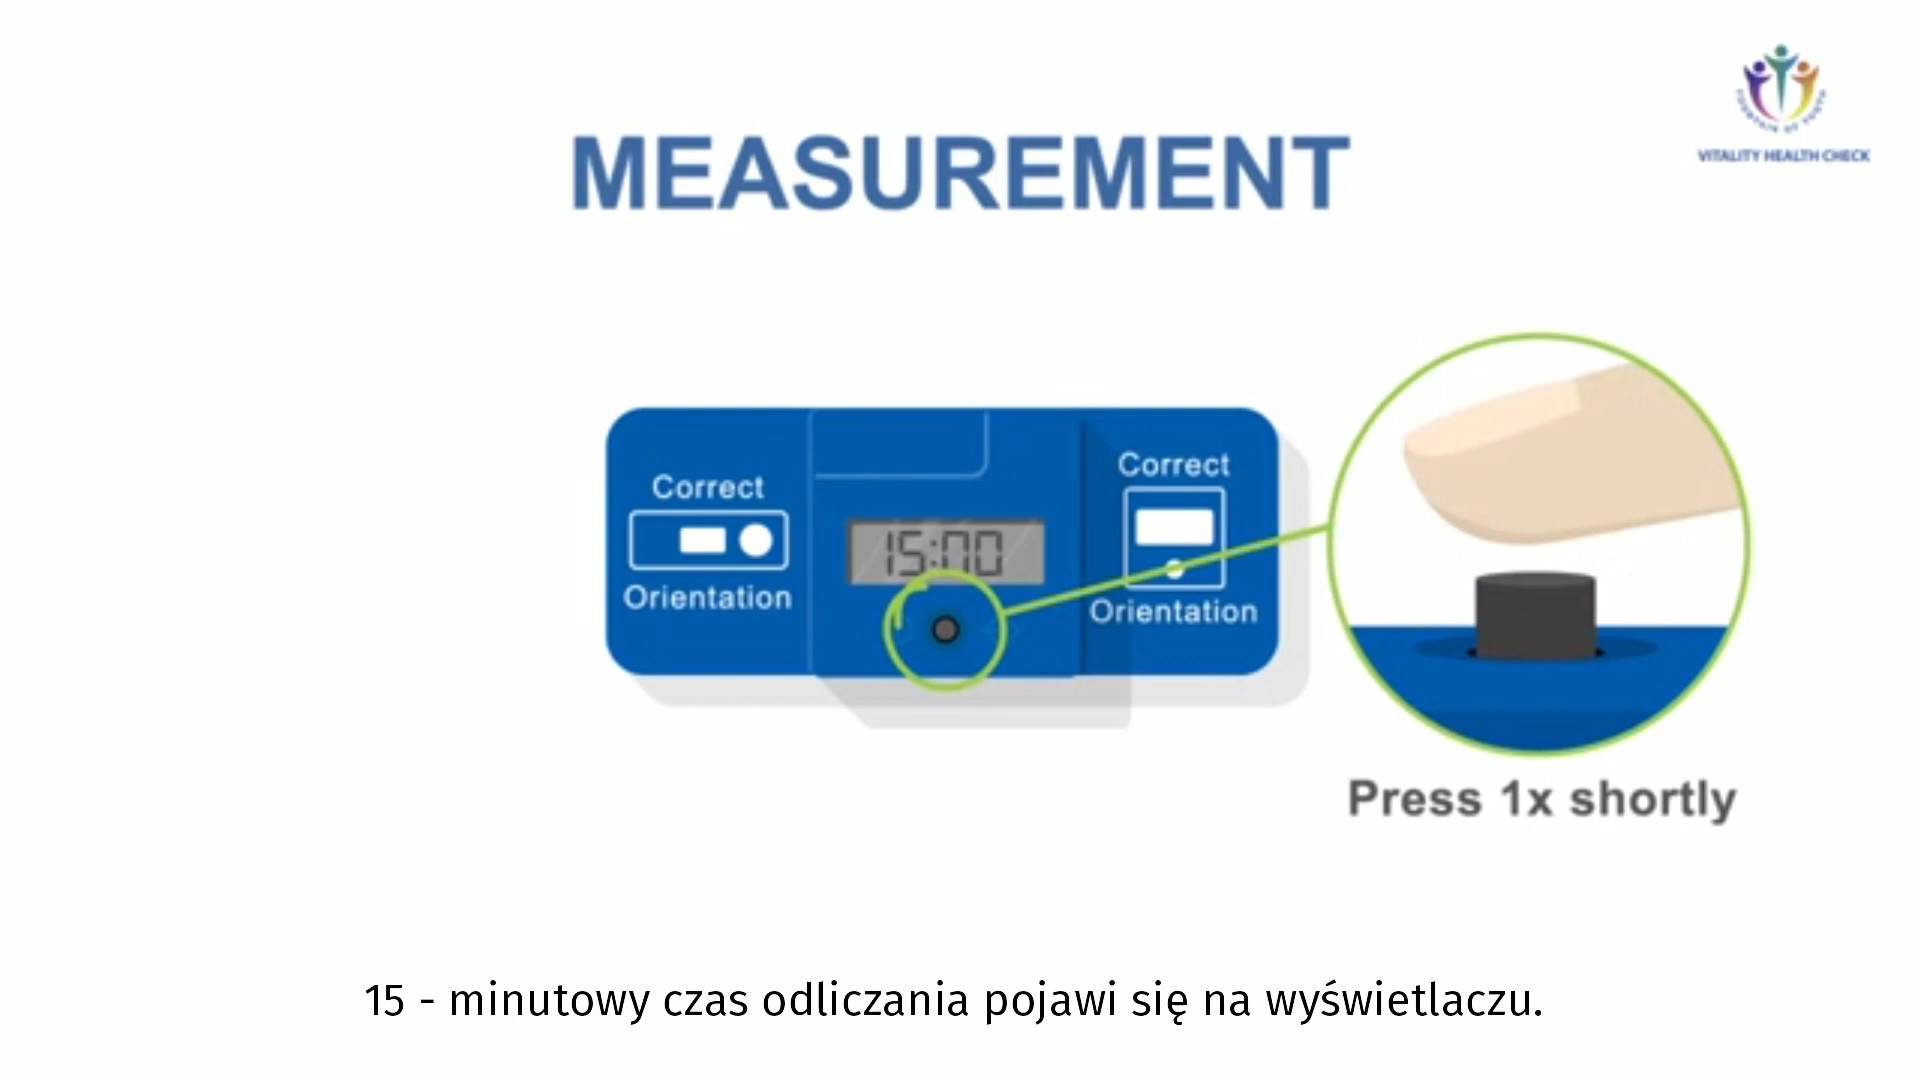 VITALITY HEALTH CHECK
MEASUREMENT
Correct
Orientation
15:00
Correct
Orientation
Press 1x shortly
15 - minutowy czas odliczania pojawi się na wyświetlaczu.